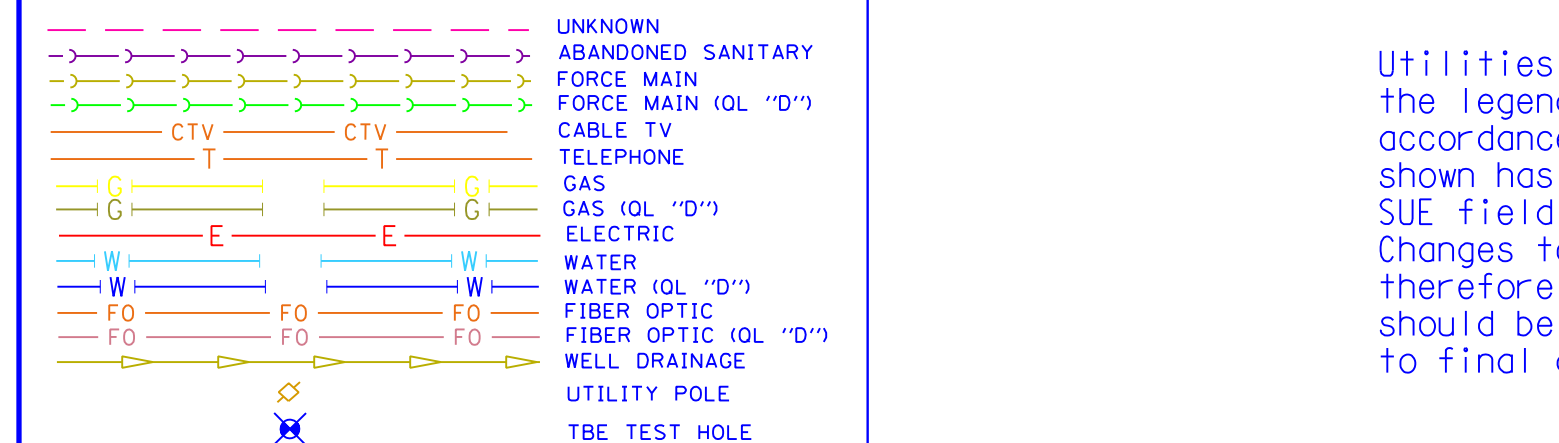 UNKNOWN
ABANDONED SANITARY
FORCE MAIN
FORCE MAIN (QL "D")
CTV CTV CABLE TV
T T TELEPHONE
G G GAS
G G GAS (QL "D")
E E ELECTRIC
W W WATER
W W WATER (QL "D")
FO FO FO FIBER OPTIC
FO FO FO FIBER OPTIC (QL "D")
WELL DRAINAGE
UTILITY POLE
TBE TEST HOLE
Utilities
the legen
accordanc
shown has
SUE field
Changes t
therefore
should be
to final